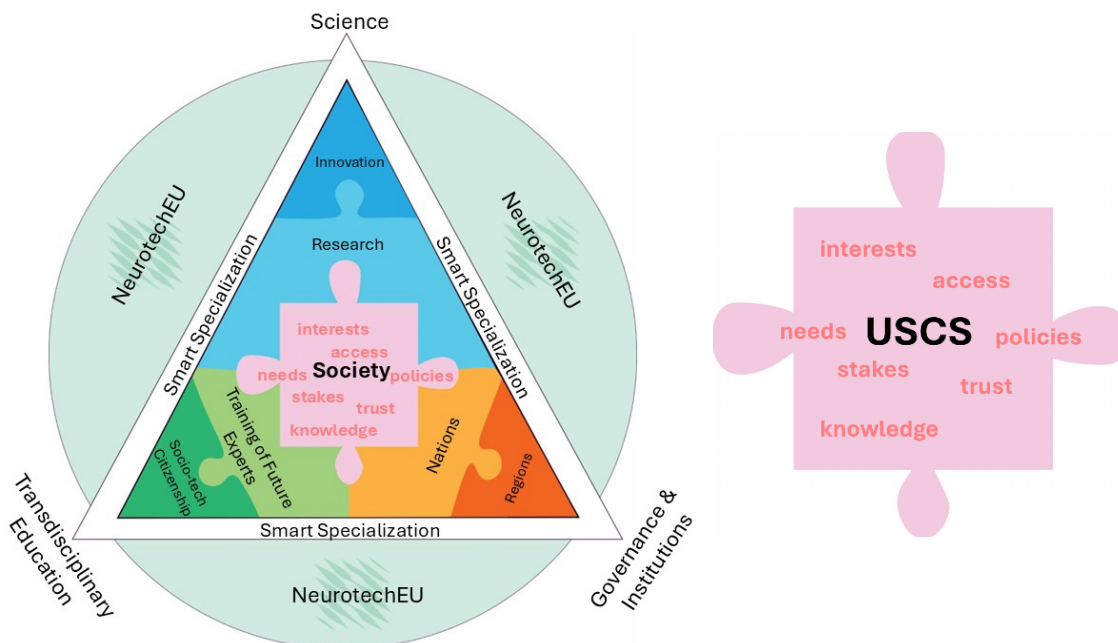 Science
Innovation
Research
NeurotechEU
NeurotechEU
Smart Specialization
Smart Specialization
interests
access
needs Society policies
stakes
trust
knowledge
Socio-tech
Citizenship
Training of Future
Experts
Nations
Regions
Smart Specialization
Transdisciplinary
Education
Governance &
Institutions
NeurotechEU
interests
access
needs USCS policies
stakes
trust
knowledge